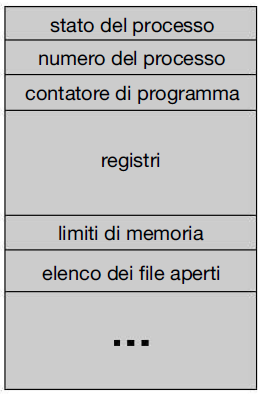 stato del processo
numero del processo
contatore di programma
registri
limiti di memoria
elenco dei file aperti
...